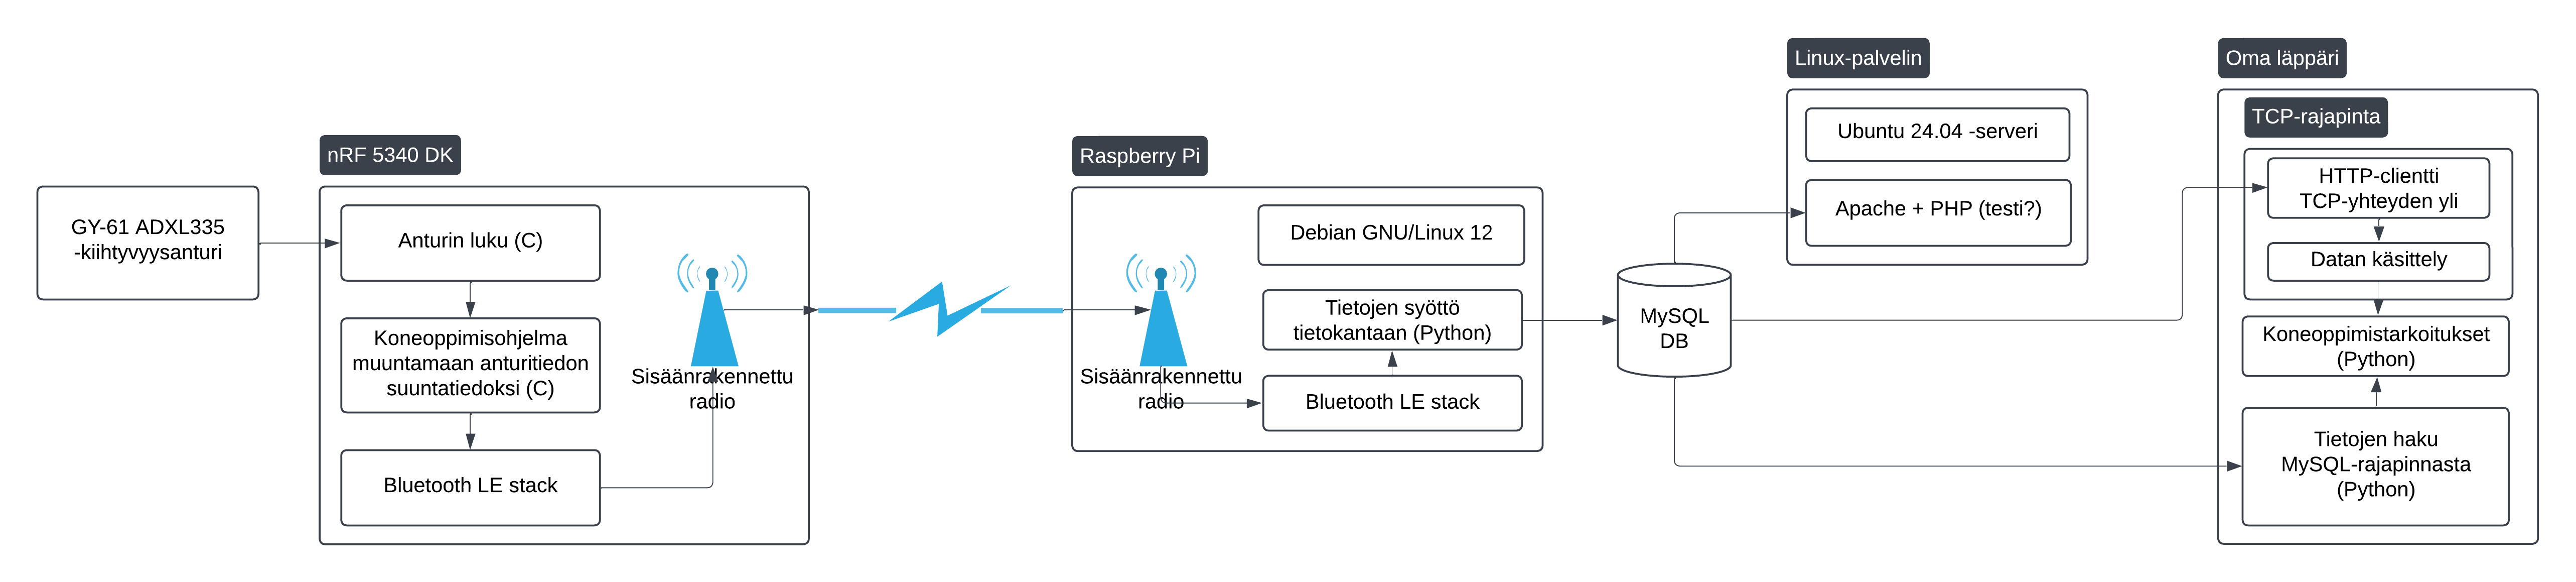 GY-61 ADXL335
-kiihtyvyysanturi
nRF 5340 DK
Anturin luku (C)
Koneoppimisohjelma
muuntamaan anturitiedon
suuntatiedoksi (C)
Bluetooth LE stack
Sisäänrakennettu
radio
Raspberry Pi
Sisäänrakennettu
radio
Debian GNU/Linux 12
Tietojen syöttö
tietokantaan (Python)
Bluetooth LE stack
MySQL
DB
Linux-palvelin
Ubuntu 24.04 -serveri
Apache + PHP (testi?)
Oma läppäri
TCP-rajapinta
HTTP-clientti
TCP-yhteyden yli
Datan käsittely
Koneoppimistarkoitukset
(Python)
Tietojen haku
MySQL-rajapinnasta
(Python)